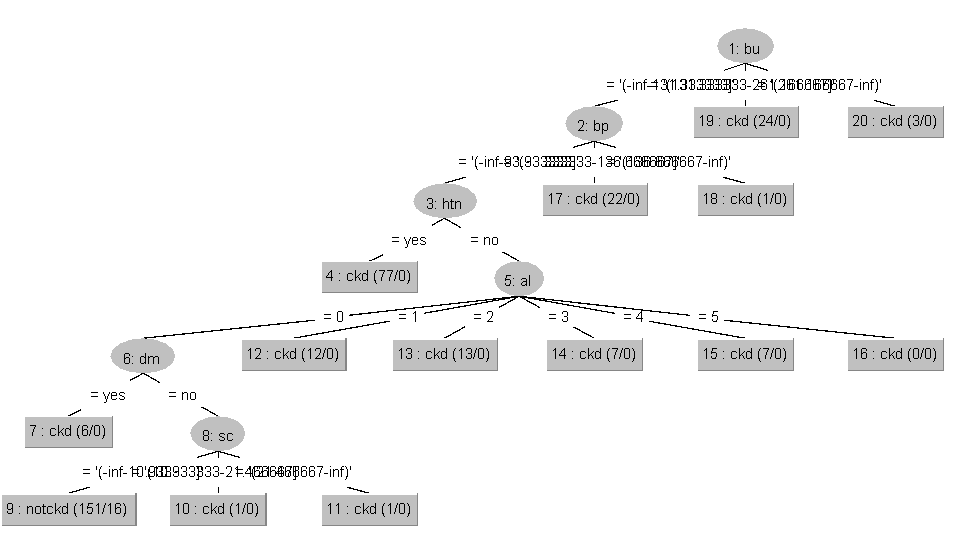 1: bu
19 : ckd (24/0)
20 : ckd (3/0)
2: bp
17 : ckd (22/0)
18 : ckd (1/0)
3: htn
= yes
= no
4 : ckd (77/0)
5: al
= 0
= 1
= 2
= 3
= 4
= 5
6: dm
12 : ckd (12/0)
13 : ckd (13/0)
14 : ckd (7/0)
15 : ckd (7/0)
16 : ckd (0/0)
= yes
= no
7 : ckd (6/0)
8: sc
9 : notckd (151/16)
10 : ckd (1/0)
11 : ckd (1/0)